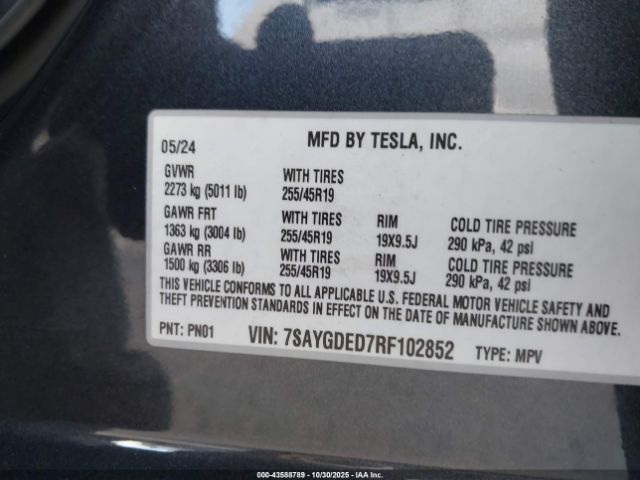 05/24 MFD BY TESLA, INC.
GVWR WITH TIRES
2273 kg (5011 lb) 255/45R19
GAWR FRT WITH TIRES RIM COLD TIRE PRESSURE
1363 kg (3004 lb) 255/45R19 19X9.5J 290 kPa, 42 psi
GAWR RR WITH TIRES RIM COLD TIRE PRESSURE
1500 kg (3306 lb) 255/45R19 19X9.5J 290 kPa, 42 psi
THIS VEHICLE CONFORMS TO ALL APPLICABLE U.S. FEDERAL MOTOR VEHICLE SAFETY AND
THEFT PREVENTION STANDARDS IN EFFECT ON THE DATE OF MANUFACTURE SHOWN ABOVE.
PNT: PN01 VIN: 7SAYGDED7RF102852 TYPE: MPV
000-43588789 - 10/30/2025 - IAA Inc.